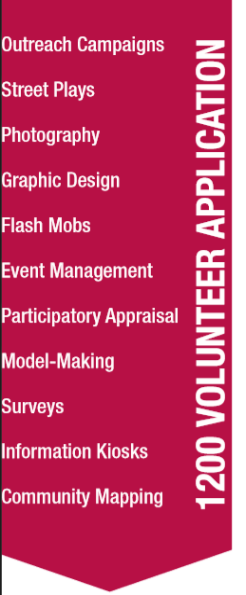 Outreach Campaigns
Street Plays
Photography
Graphic Design
Flash Mobs
Event Management
Participatory Appraisal
Model-Making
Surveys
Information Kiosks
Community Mapping
1200 VOLUNTEER APPLICATION